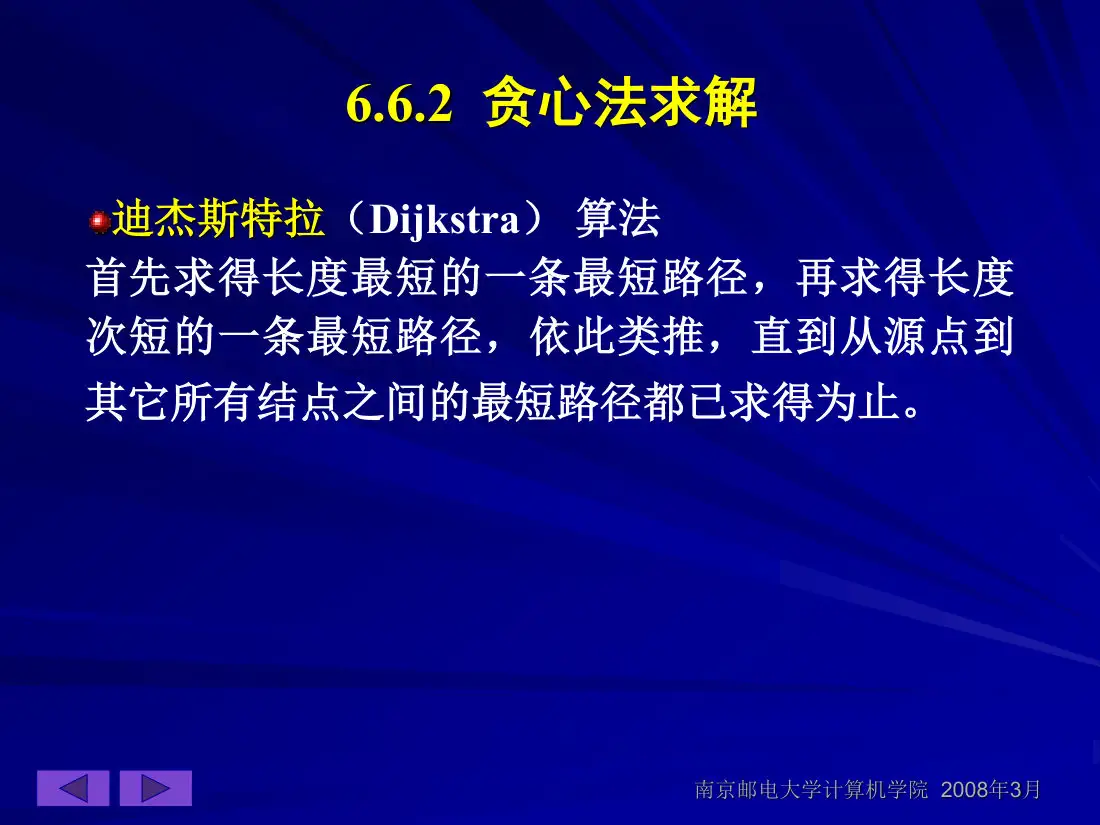 6.6.2 贪心法求解
迪杰斯特拉（Dijkstra） 算法
首先求得长度最短的一条最短路径，再求得长度
次短的一条最短路径，依此类推，直到从源点到
其它所有结点之间的最短路径都已求得为止。
南京邮电大学计算机学院 2008年3月